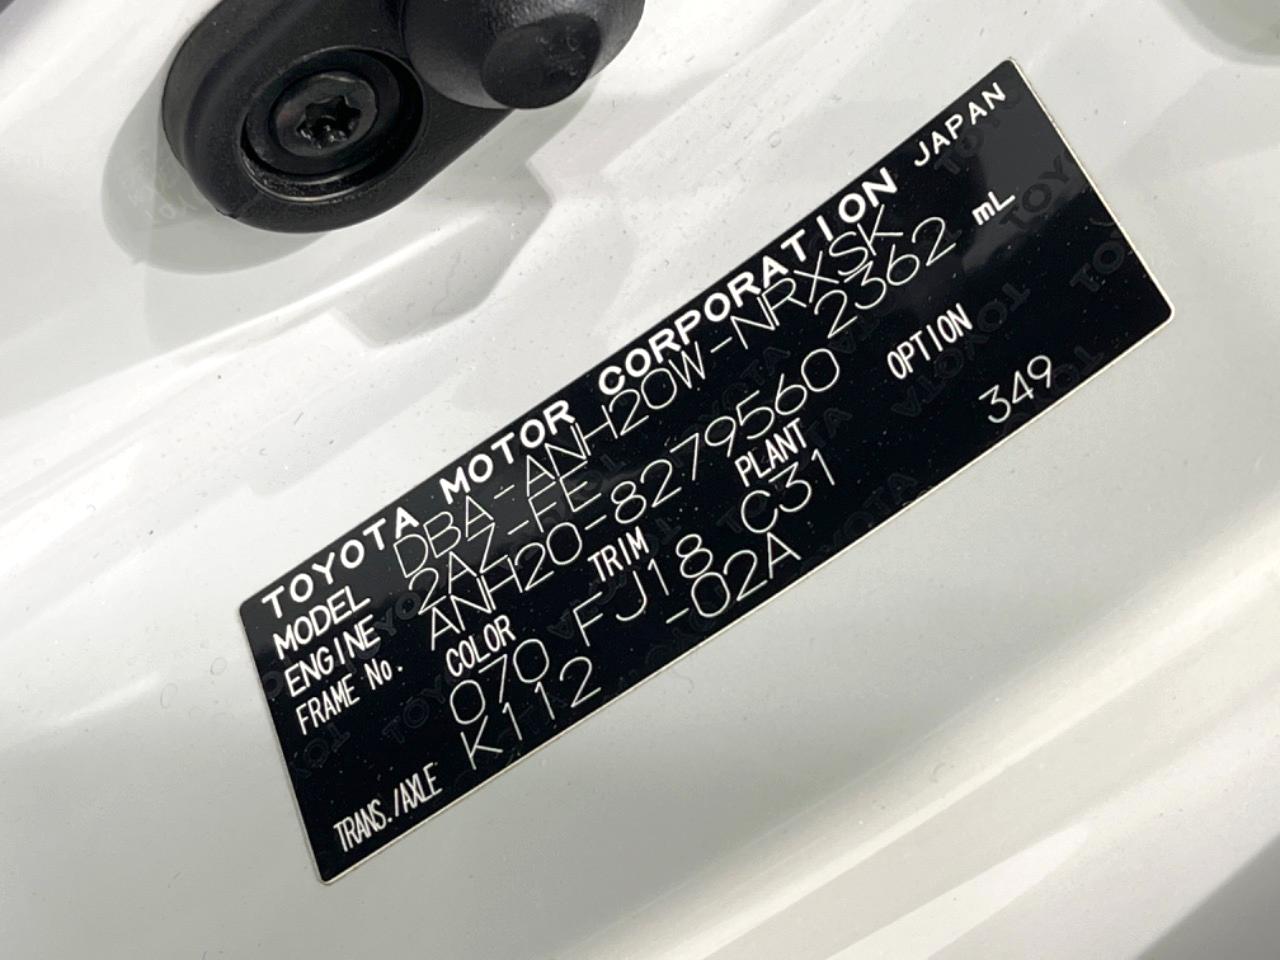 TOYOTA MOTOR CORPORATION JAPAN
MODEL DBA-ANH20W-NRXSK
ENGINE 2AZ-FE 2362 mL
FRAME No. ANH20-8279560
COLOR TRIM PLANT OPTION
070 FJ18 C31 349
TRANS./AXLE K112 -02A